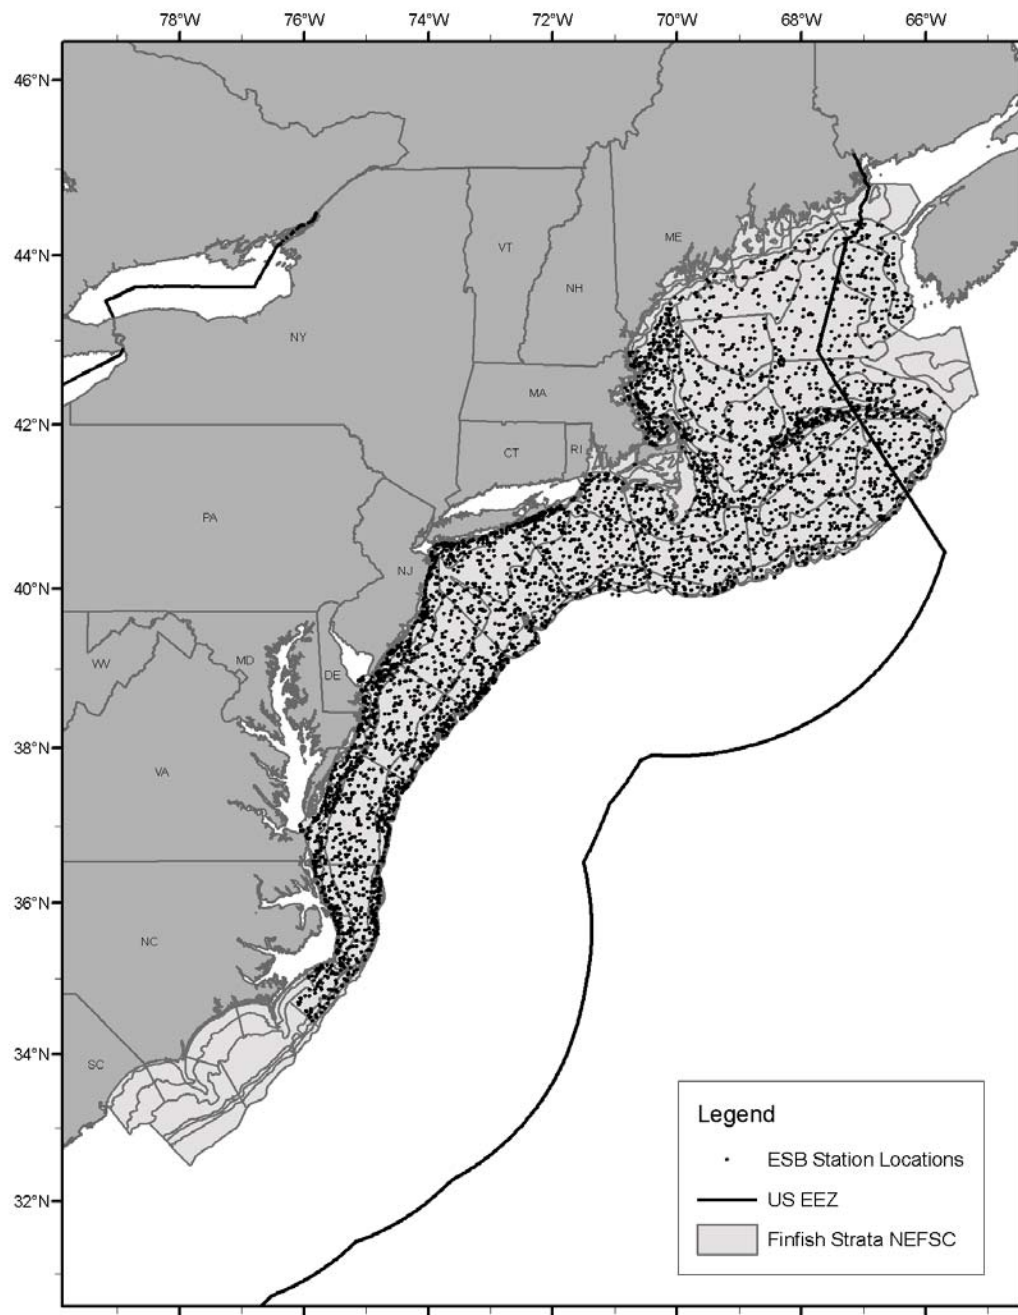 78°W 76°W 74°W 72°W 70°W 68°W 66°W
46°N
44°N
ME
VT
NH
NY
MA
42°N
CT
RI
PA
NJ
40°N
WV
MD
DE
38°N
VA
36°N
NC
34°N
SC
32°N
Legend
ESB Station Locations
US EEZ
Finfish Strata NEFSC